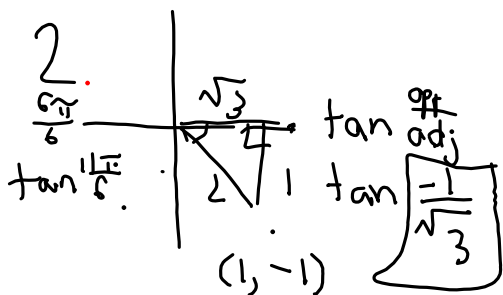 2
6π/6
tan 11π/6
√3
2
1
(1, -1)
tan opp/adj
tan -1/√3